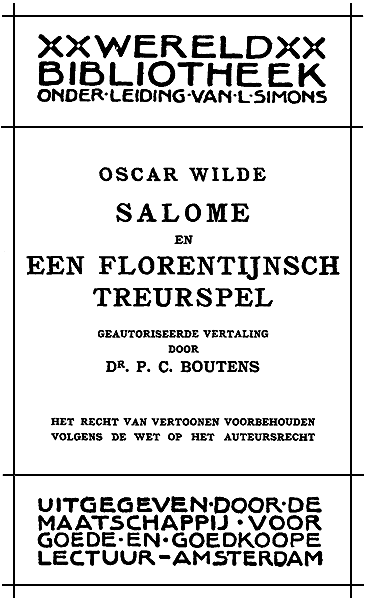 XXWERELDXX
BIBLIOTHEEK
ONDER·LEIDING·VAN·L·SIMONS
OSCAR WILDE
SALOME
EN
EEN FLORENTIJNSCH
TREURSPEL
GEAUTORISEERDE VERTALING
DOOR
DR. P. C. BOUTENS
HET RECHT VAN VERTOONEN VOORBEHOUDEN
VOLGENS DE WET OP HET AUTEURSRECHT
UITGEGEVEN·DOOR·DE
MAATSCHAPPIJ·VOOR
GOEDE·EN·GOEDKOOPE
LECTUUR–AMSTERDAM